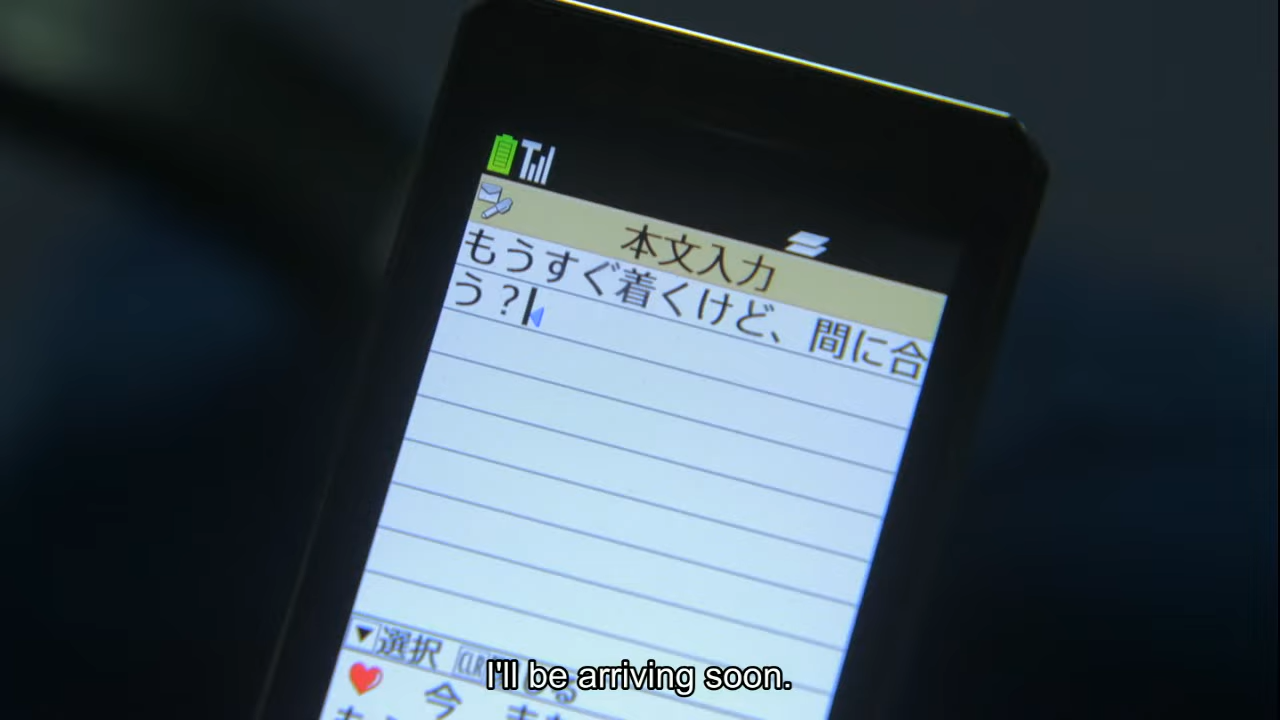 本文入力
もうすぐ着くけど、間に合
う？
選択
CLR
I'll be arriving soon.
今